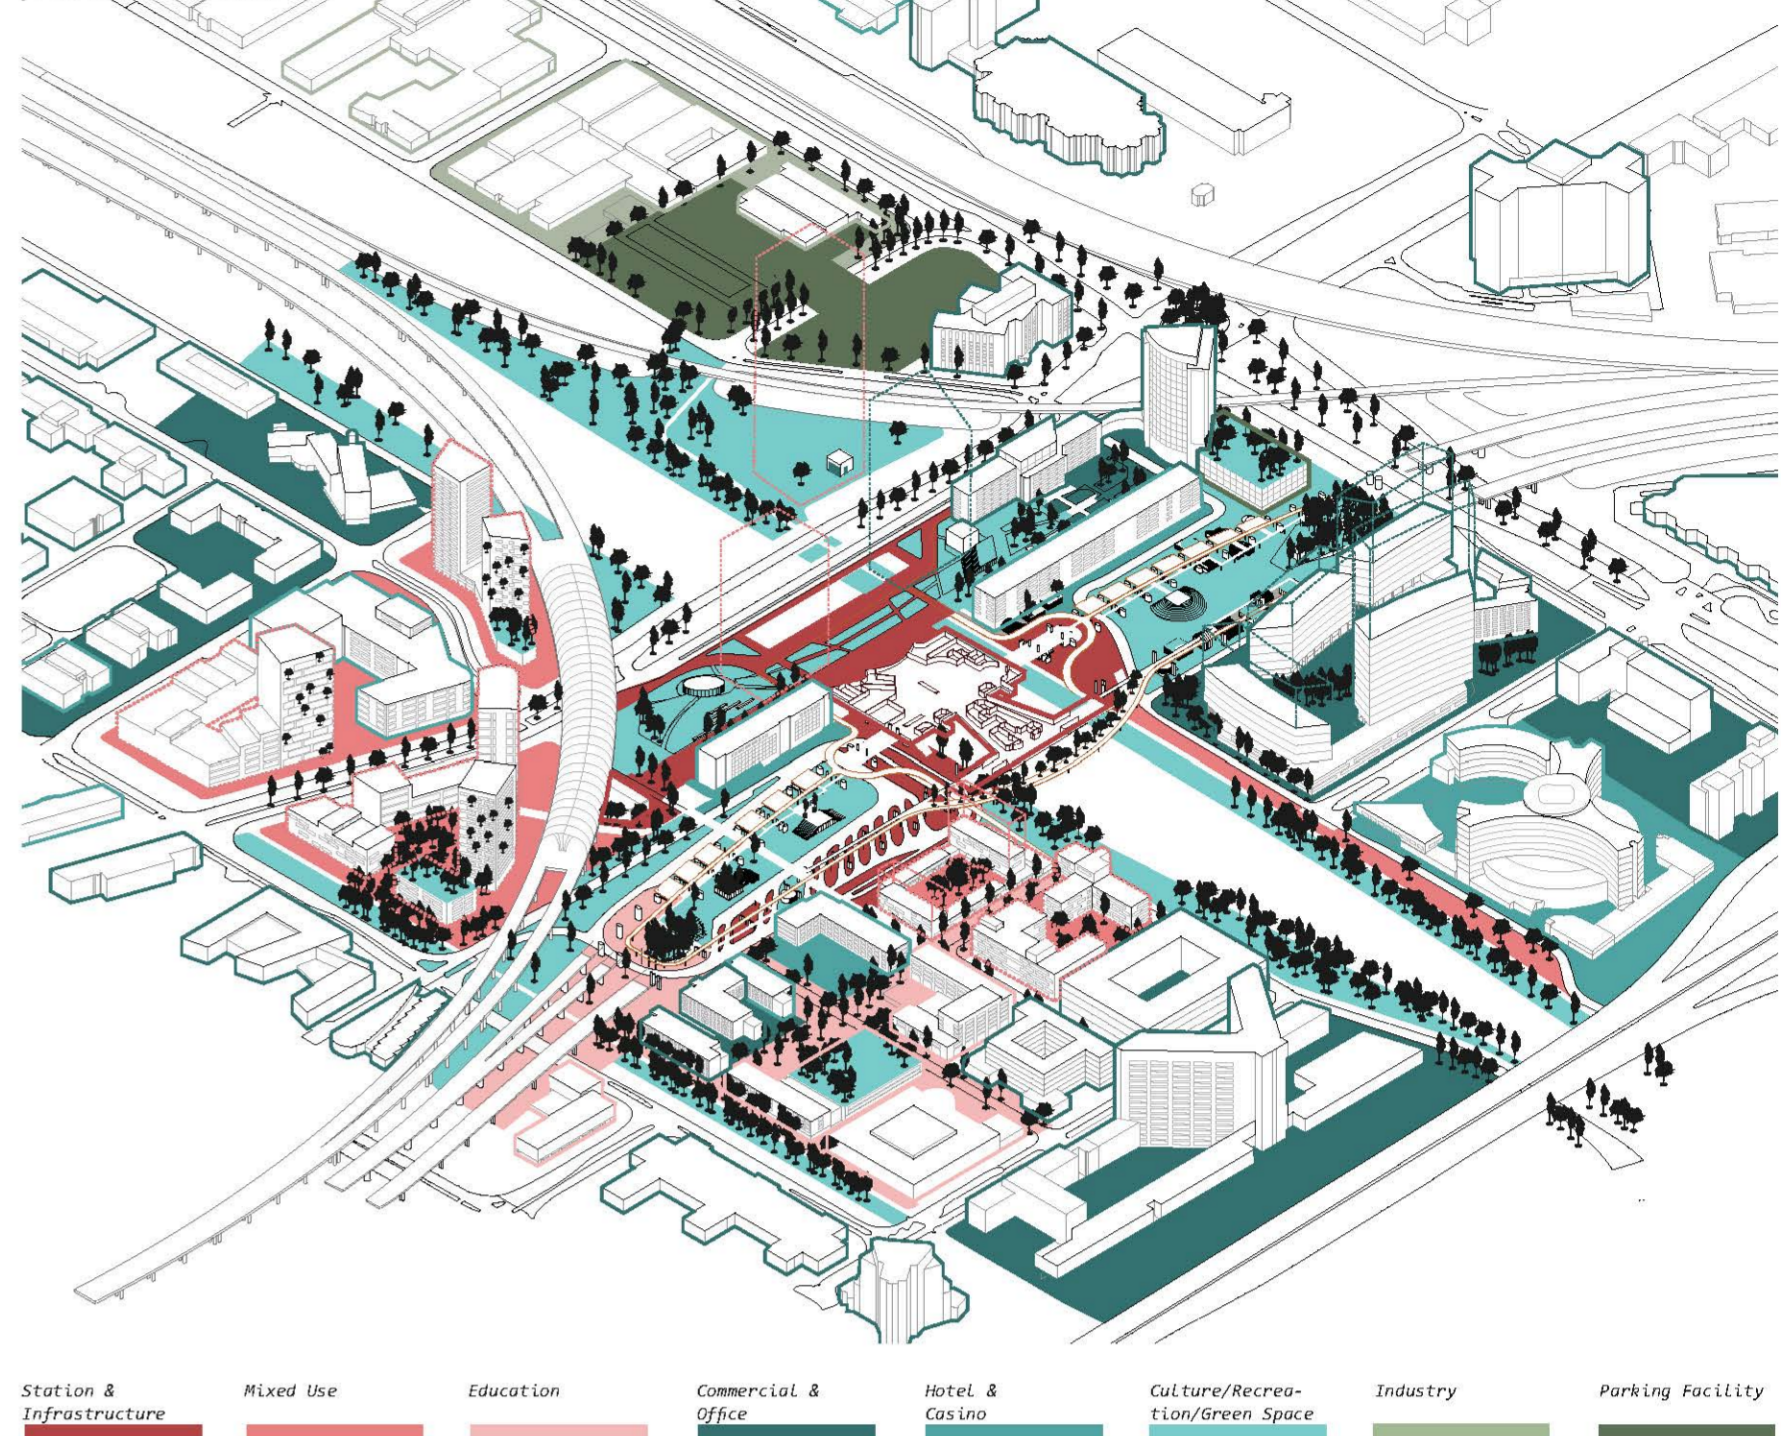 Station &
Infrastructure
Mixed Use
Education
Commercial &
Office
Hotel &
Casino
Culture/Recrea-
tion/Green Space
Industry
Parking Facility